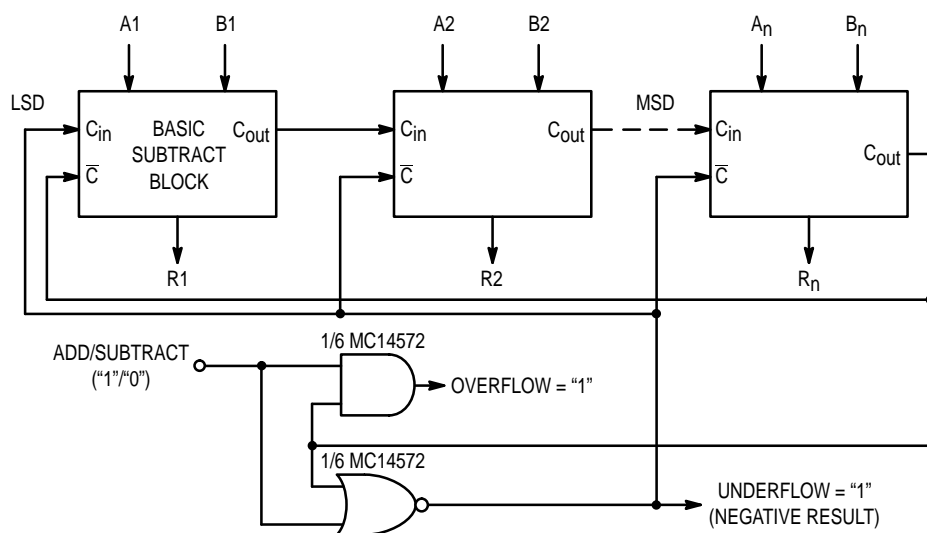 A1 B1 A2 B2 An Bn
LSD MSD
Cin BASIC SUBTRACT BLOCK Cout
C̅
Cin Cout
C̅
Cin Cout
C̅
R1 R2 Rn
1/6 MC14572
ADD/SUBTRACT
(“1”/“0”)
OVERFLOW = “1”
1/6 MC14572
UNDERFLOW = “1”
(NEGATIVE RESULT)